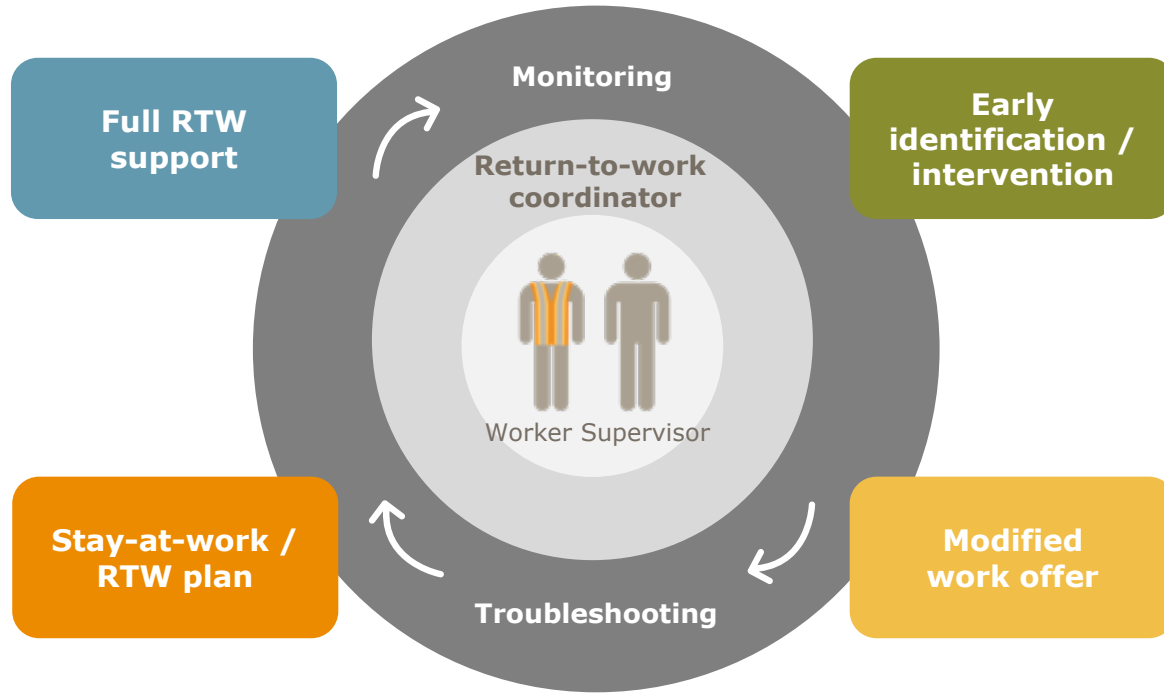 Monitoring
Full RTW
support
Early
identification /
intervention
Return-to-work
coordinator
Worker Supervisor
Stay-at-work /
RTW plan
Modified
work offer
Troubleshooting